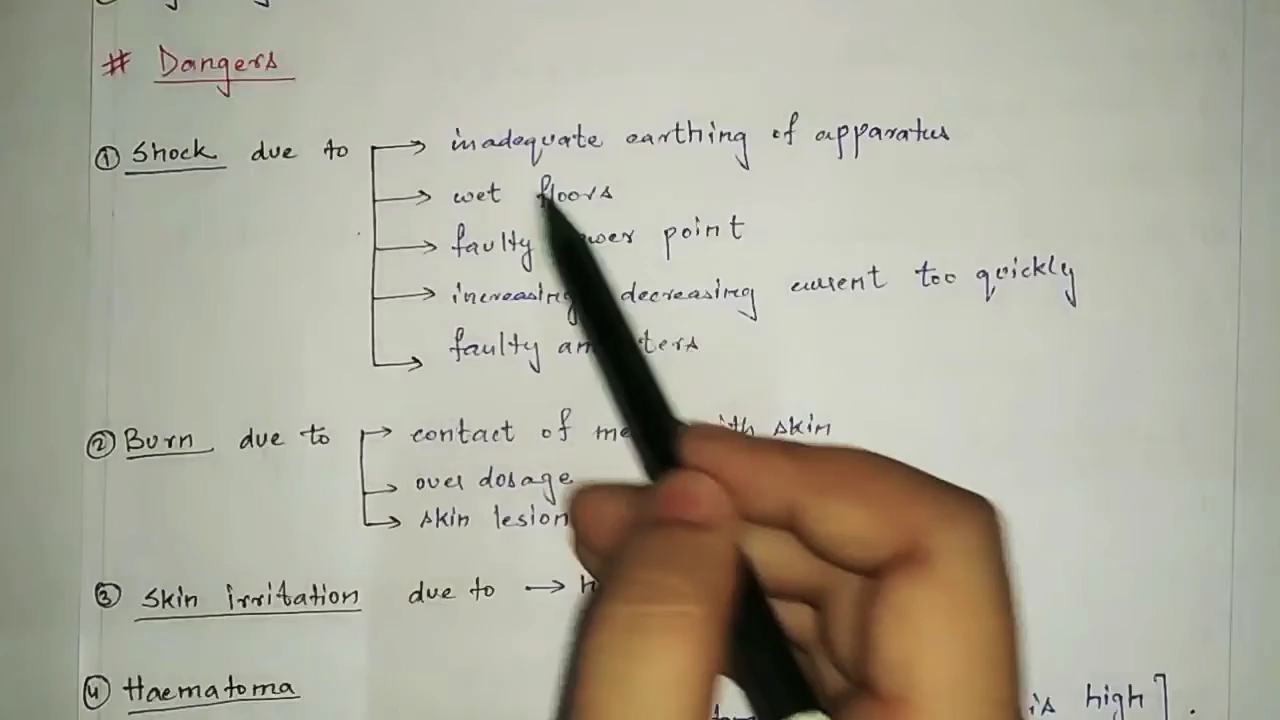 # Dangers
① Shock due to → inadequate earthing of apparatus
→ wet floors
→ faulty point
→ increasing decreasing current too quickly
→ faulty
② Burn due to → contact of with skin
→ over dosage
→ skin lesion
③ Skin irritation due to →
④ Haematoma is high].